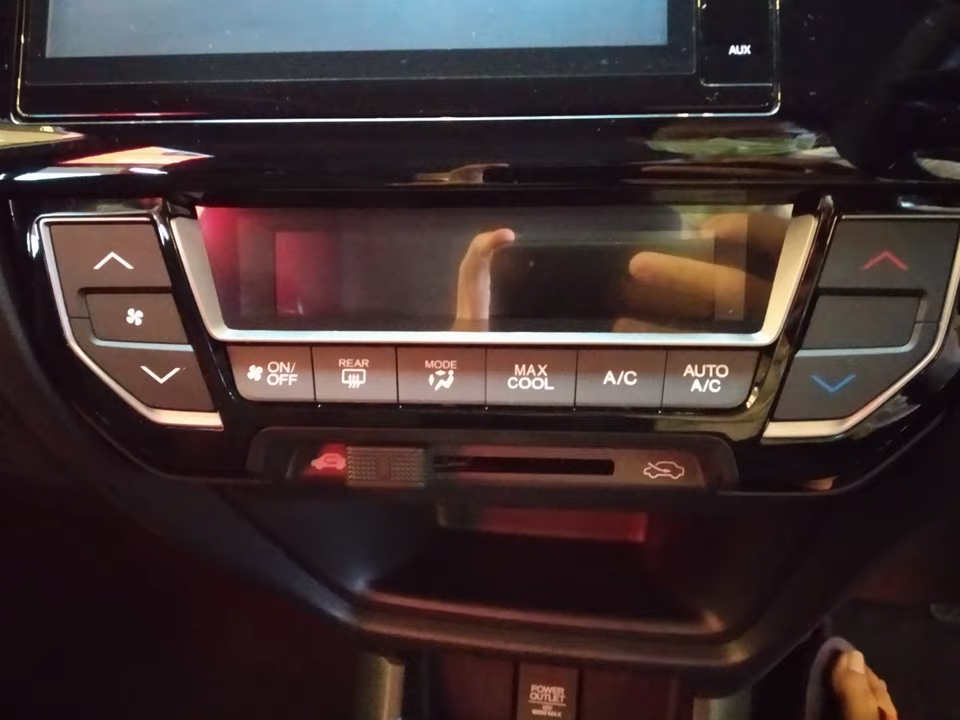 AUX
ON/
OFF
REAR
MODE
MAX
COOL
A/C
AUTO
A/C
POWER
OUTLET